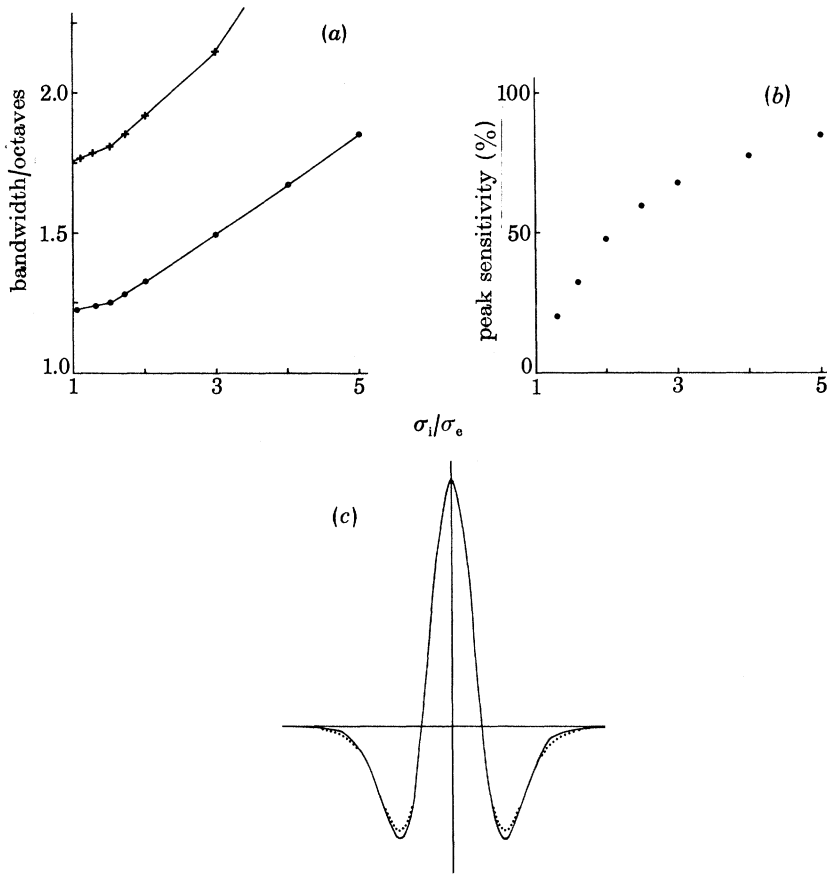 (a)
2.0
1.5
1.0
1
3
5
bandwidth/octaves
(b)
100
50
0
1
3
5
peak sensitivity (%)
σᵢ/σₑ
(c)